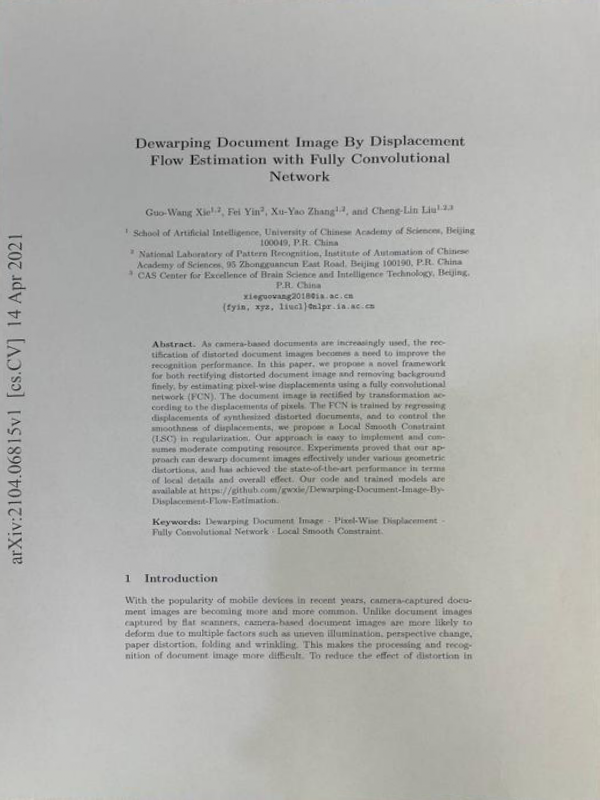 arXiv:2104.06815v1 [cs.CV] 14 Apr 2021
Dewarping Document Image By Displacement
Flow Estimation with Fully Convolutional
Network
Guo-Wang Xie1,2, Fei Yin2, Xu-Yao Zhang1,2, and Cheng-Lin Liu1,2,3
1 School of Artificial Intelligence, University of Chinese Academy of Sciences, Beijing
100049, P.R. China
2 National Laboratory of Pattern Recognition, Institute of Automation of Chinese
Academy of Sciences, 95 Zhongguancun East Road, Beijing 100190, P.R. China
3 CAS Center for Excellence of Brain Science and Intelligence Technology, Beijing,
P.R. China
xieguowang2018@ia.ac.cn
{fyin, xyz, liucl}@nlpr.ia.ac.cn
Abstract. As camera-based documents are increasingly used, the rec-
tification of distorted document images becomes a need to improve the
recognition performance. In this paper, we propose a novel framework
for both rectifying distorted document image and removing background
finely, by estimating pixel-wise displacements using a fully convolutional
network (FCN). The document image is rectified by transformation ac-
cording to the displacements of pixels. The FCN is trained by regressing
displacements of synthesized distorted documents, and to control the
smoothness of displacements, we propose a Local Smooth Constraint
(LSC) in regularization. Our approach is easy to implement and con-
sumes moderate computing resource. Experiments proved that our ap-
proach can dewarp document images effectively under various geometric
distortions, and has achieved the state-of-the-art performance in terms
of local details and overall effect. Our code and trained models are
available at https://github.com/gwxie/Dewarping-Document-Image-By-
Displacement-Flow-Estimation.
Keywords: Dewarping Document Image · Pixel-Wise Displacement ·
Fully Convolutional Network · Local Smooth Constraint.
1 Introduction
With the popularity of mobile devices in recent years, camera-captured docu-
ment images are becoming more and more common. Unlike document images
captured by flat scanners, camera-based document images are more likely to
deform due to multiple factors such as uneven illumination, perspective change,
paper distortion, folding and wrinkling. This makes the processing and recog-
nition of document image more difficult. To reduce the effect of distortion in